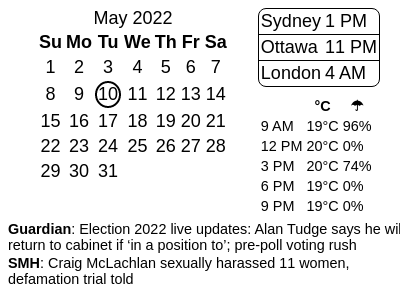 May 2022
Su Mo Tu We Th Fr Sa
1 2 3 4 5 6 7
8 9 10 11 12 13 14
15 16 17 18 19 20 21
22 23 24 25 26 27 28
29 30 31
Sydney 1 PM
Ottawa 11 PM
London 4 AM
°C ☂
9 AM 19°C 96%
12 PM 20°C 0%
3 PM 20°C 74%
6 PM 19°C 0%
9 PM 19°C 0%
Guardian: Election 2022 live updates: Alan Tudge says he wil
return to cabinet if ‘in a position to’; pre-poll voting rush
SMH: Craig McLachlan sexually harassed 11 women,
defamation trial told